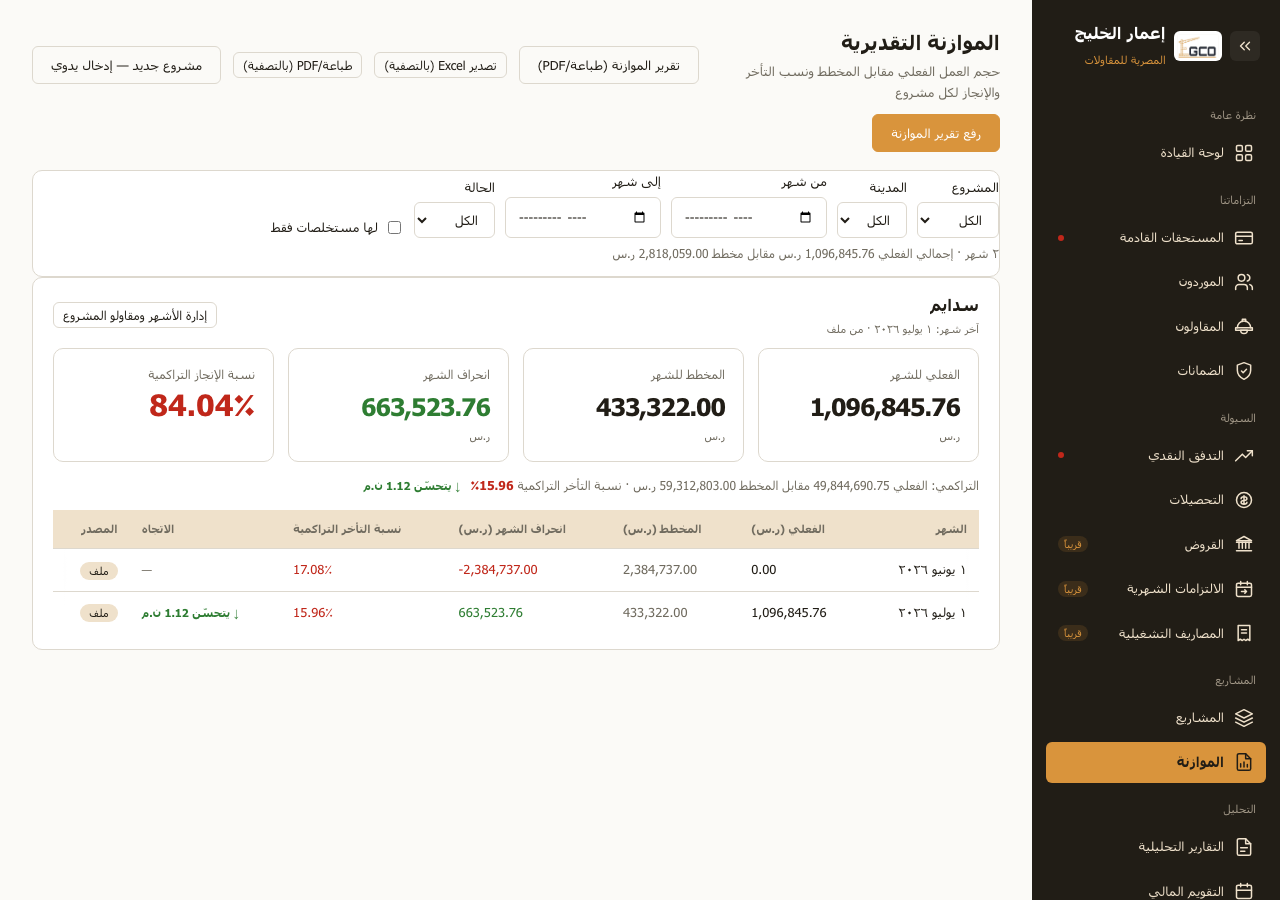 إعمار الخليج
المصرية للمقاولات
EGCO
نظرة عامة
لوحة القيادة
التزاماتنا
المستحقات القادمة
الموردون
المقاولون
الضمانات
السيولة
التدفق النقدي
التحصيلات
القروض
قريباً
الالتزامات الشهرية
قريباً
المصاريف التشغيلية
قريباً
المشاريع
المشاريع
الموازنة
التحليل
التقارير التحليلية
التقويم المالي
الموازنة التقديرية
حجم العمل الفعلي مقابل المخطط ونسب التأخر
والإنجاز لكل مشروع
تقرير الموازنة (طباعة/PDF)
تصدير Excel (بالتصفية)
طباعة/PDF (بالتصفية)
مشروع جديد — إدخال يدوي
رفع تقرير الموازنة
المشروع
الكل
المدينة
الكل
من شهر
--------- ----
إلى شهر
--------- ----
الحالة
الكل
لها مستخلصات فقط
٢ شهر · إجمالي الفعلي 1,096,845.76 ر.س مقابل مخطط 2,818,059.00 ر.س
سدايم
آخر شهر: ١ يوليو ٢٠٢٦ · من ملف
إدارة الأشهر ومقاولو المشروع
الفعلي للشهر
1,096,845.76
ر.س
المخطط للشهر
433,322.00
ر.س
انحراف الشهر
663,523.76
ر.س
نسبة الإنجاز التراكمية
84.04٪
التراكمي: الفعلي 49,844,690.75 مقابل المخطط 59,312,803.00 ر.س · نسبة التأخر التراكمية 15.96٪ ↓ يتحسّن 1.12 ن.م
الشهر الفعلي (ر.س) المخطط (ر.س) انحراف الشهر (ر.س) نسبة التأخر التراكمية الاتجاه المصدر
١ يونيو ٢٠٢٦ 0.00 2,384,737.00 -2,384,737.00 17.08٪ — ملف
١ يوليو ٢٠٢٦ 1,096,845.76 433,322.00 663,523.76 15.96٪ ↓ يتحسّن 1.12 ن.م ملف